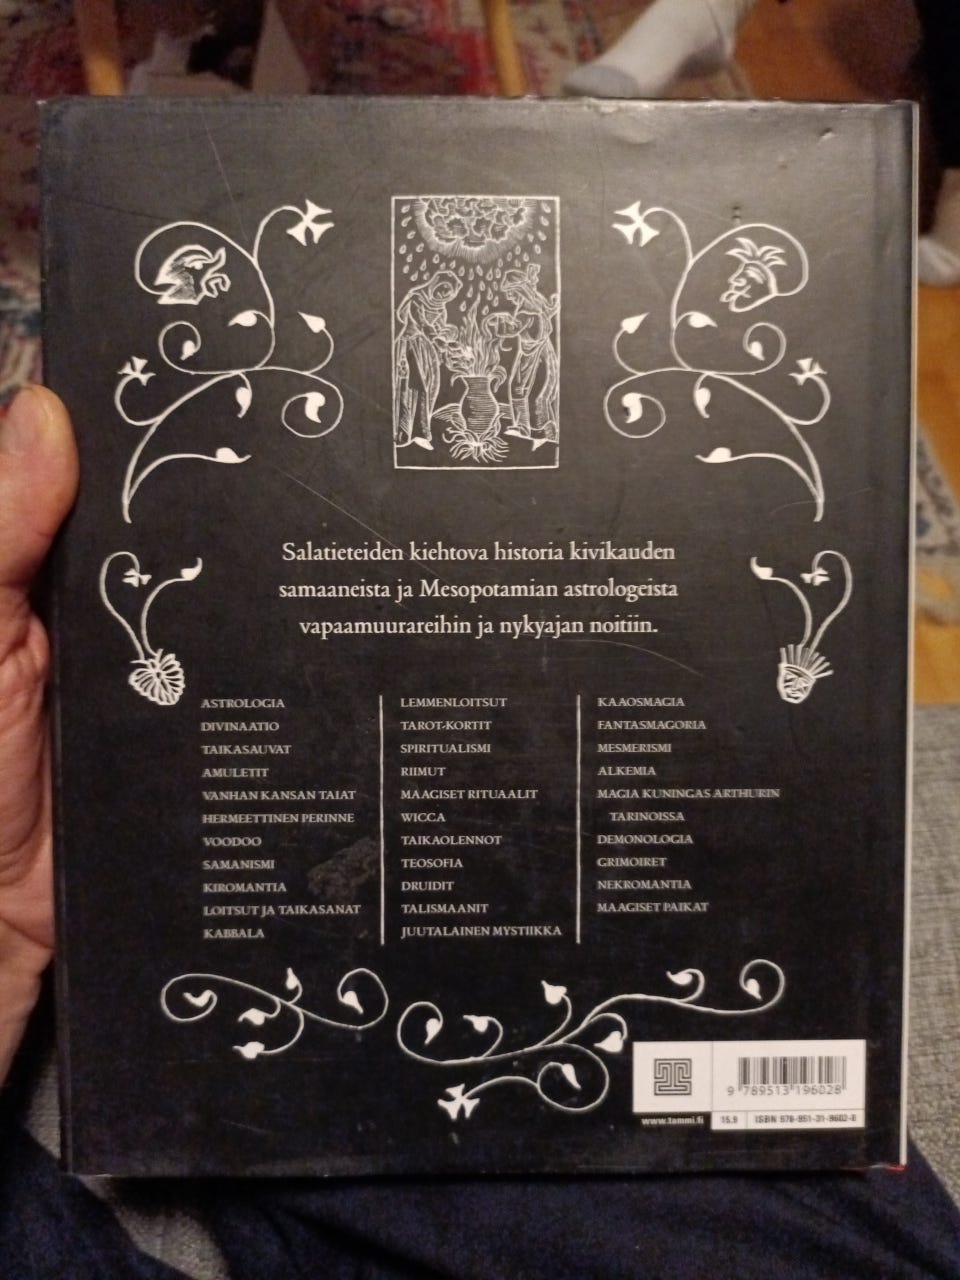 Salatieteiden kiehtova historia kivikauden
samaaneista ja Mesopotamian astrologeista
vapaamuurareihin ja nykyajan noitiin.
ASTROLOGIA
DIVINAATIO
TAIKASAUVAT
AMULETIT
VANHAN KANSAN TAIAT
HERMEETTINEN PERINNE
VOODOO
SAMANISMI
KIROMANTIA
LOITSUT JA TAIKASANAT
KABBALA
LEMMENLOITSUT
TAROT-KORTIT
SPIRITUALISMI
RIIMUT
MAAGISET RITUAALIT
WICCA
TAIKAOLENNOT
TEOSOFIA
DRUIDIT
TALISMAANIT
JUUTALAINEN MYSTIIKKA
KAAOSMAGIA
FANTASMAGORIA
MESMERISMI
ALKEMIA
MAGIA KUNINGAS ARTHURIN
TARINOISSA
DEMONOLOGIA
GRIMOIRET
NEKROMANTIA
MAAGISET PAIKAT
9 789513 196028
www.tammi.fi
15.9
ISBN 978-951-31-9602-8